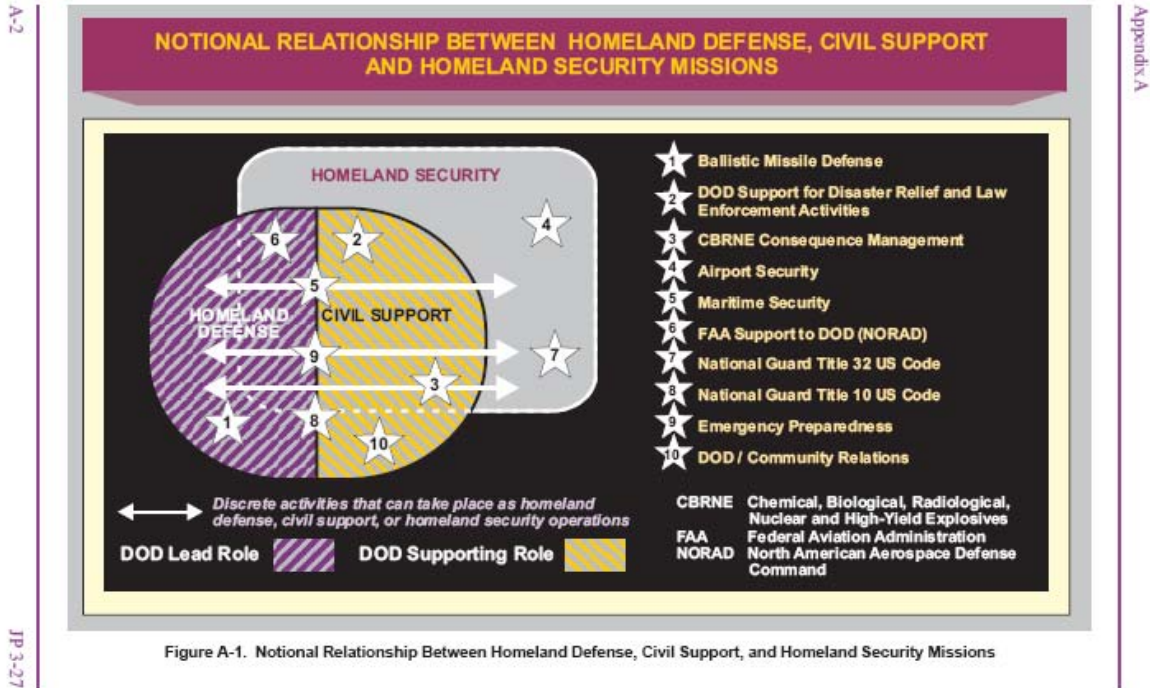 A-2
Appendix A
NOTIONAL RELATIONSHIP BETWEEN HOMELAND DEFENSE, CIVIL SUPPORT
AND HOMELAND SECURITY MISSIONS
HOMELAND SECURITY
6
2
4
5
HOMELAND
DEFENSE
CIVIL SUPPORT
9
7
3
1
8
10
1 Ballistic Missile Defense
2 DOD Support for Disaster Relief and Law
Enforcement Activities
3 CBRNE Consequence Management
4 Airport Security
5 Maritime Security
6 FAA Support to DOD (NORAD)
7 National Guard Title 32 US Code
8 National Guard Title 10 US Code
9 Emergency Preparedness
10 DOD / Community Relations
Discrete activities that can take place as homeland
defense, civil support, or homeland security operations
DOD Lead Role
DOD Supporting Role
CBRNE Chemical, Biological, Radiological,
Nuclear and High-Yield Explosives
FAA Federal Aviation Administration
NORAD North American Aerospace Defense
Command
Figure A-1. Notional Relationship Between Homeland Defense, Civil Support, and Homeland Security Missions
JP 3-27